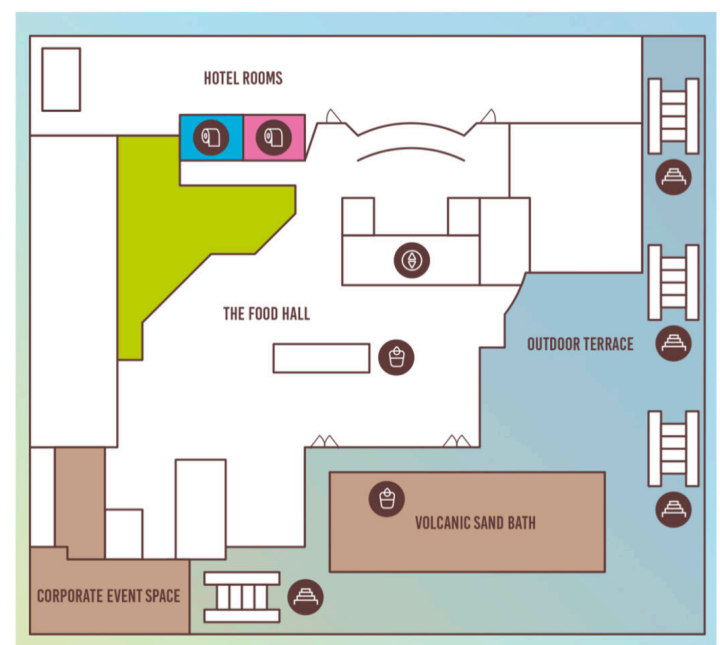 HOTEL ROOMS
THE FOOD HALL
OUTDOOR TERRACE
VOLCANIC SAND BATH
CORPORATE EVENT SPACE